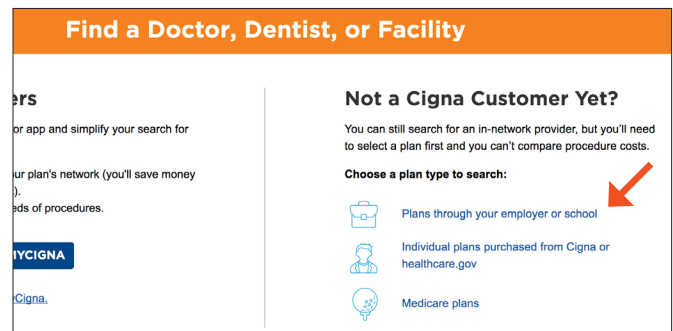 Find a Doctor, Dentist, or Facility
ers
or app and simplify your search for
ur plan's network (you'll save money
).
eds of procedures.
MYCIGNA
Cigna.
Not a Cigna Customer Yet?
You can still search for an in-network provider, but you'll need
to select a plan first and you can't compare procedure costs.
Choose a plan type to search:
Plans through your employer or school
Individual plans purchased from Cigna or
healthcare.gov
Medicare plans